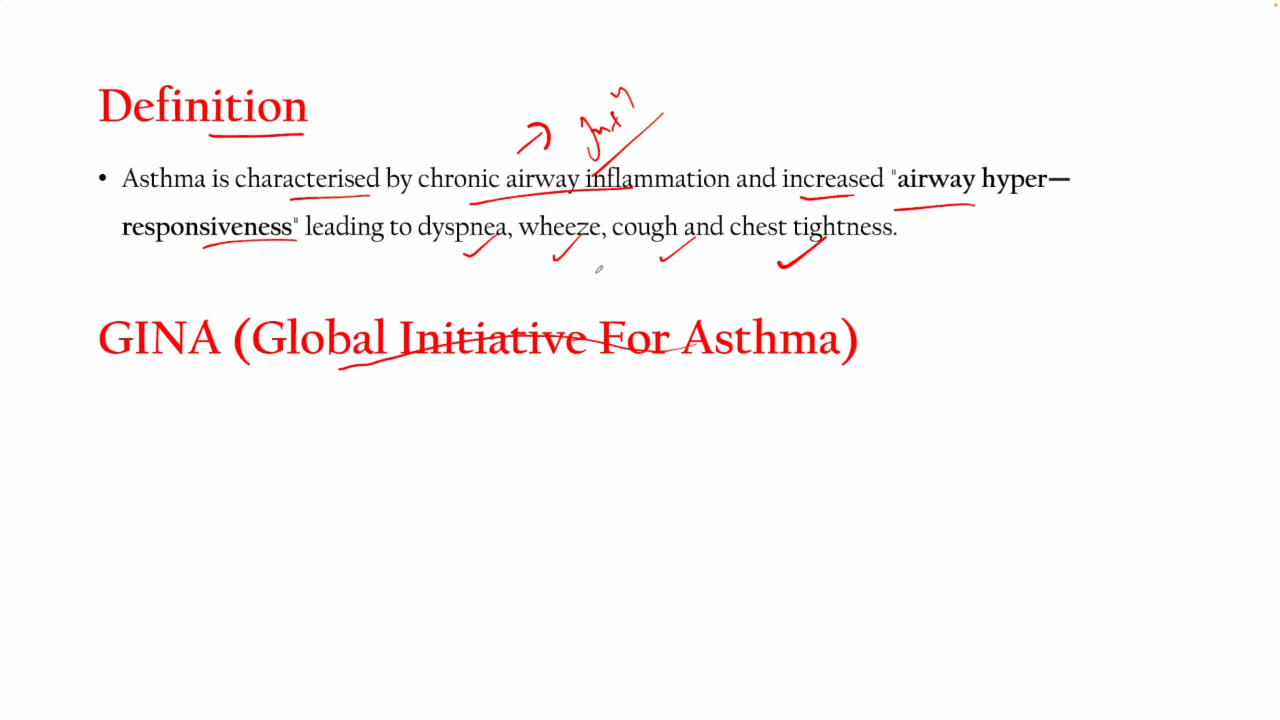 Definition
• Asthma is characterised by chronic airway inflammation and increased "airway hyper—
responsiveness" leading to dyspnea, wheeze, cough and chest tightness.
GINA (Global Initiative For Asthma)